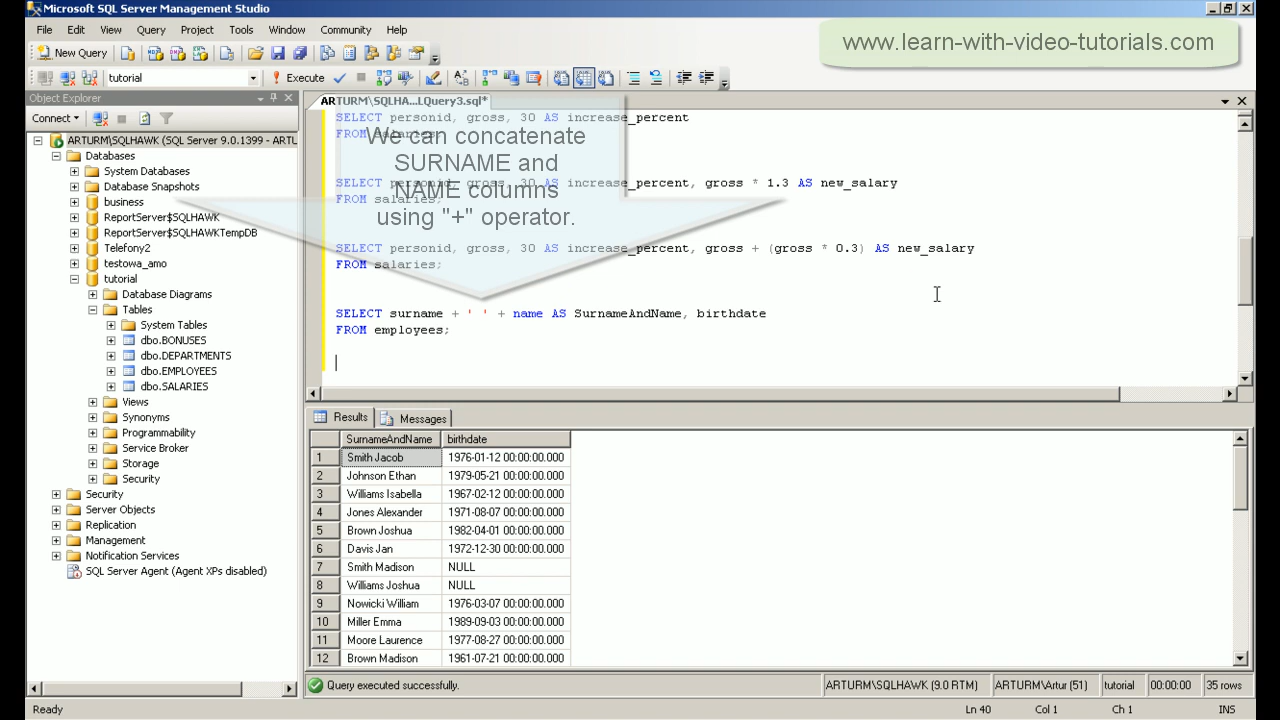 Microsoft SQL Server Management Studio
File Edit View Query Project Tools Window Community Help
www.learn-with-video-tutorials.com
New Query
tutorial
Execute
Object Explorer
Connect
ARTURM\SQLHAWK (SQL Server 9.0.1399 - ARTU
Databases
System Databases
Database Snapshots
business
ReportServer$SQLHAWK
ReportServer$SQLHAWKTempDB
Telefony2
testowa_amo
tutorial
Database Diagrams
Tables
System Tables
dbo.BONUSES
dbo.DEPARTMENTS
dbo.EMPLOYEES
dbo.SALARIES
Views
Synonyms
Programmability
Service Broker
Storage
Security
Security
Server Objects
Replication
Management
Notification Services
SQL Server Agent (Agent XPs disabled)
ARTURM\SQLHA...LQuery3.sql*
SELECT personid, gross, 30 AS increase_percent
FROM salaries;
SELECT personid, gross, 30 AS increase_percent, gross * 1.3 AS new_salary
FROM salaries;
SELECT personid, gross, 30 AS increase_percent, gross + (gross * 0.3) AS new_salary
FROM salaries;
SELECT surname + ' ' + name AS SurnameAndName, birthdate
FROM employees;
We can concatenate
SURNAME and
NAME columns
using "+" operator.
Results Messages
SurnameAndName birthdate
1 Smith Jacob 1976-01-12 00:00:00.000
2 Johnson Ethan 1979-05-21 00:00:00.000
3 Williams Isabella 1967-02-12 00:00:00.000
4 Jones Alexander 1971-08-07 00:00:00.000
5 Brown Joshua 1982-04-01 00:00:00.000
6 Davis Jan 1972-12-30 00:00:00.000
7 Smith Madison NULL
8 Williams Joshua NULL
9 Nowicki William 1976-03-07 00:00:00.000
10 Miller Emma 1989-09-03 00:00:00.000
11 Moore Laurence 1977-08-27 00:00:00.000
12 Brown Madison 1961-07-21 00:00:00.000
Query executed successfully. ARTURM\SQLHAWK (9.0 RTM) ARTURM\Artur (51) tutorial 00:00:00 35 rows
Ready Ln 40 Col 1 Ch 1 INS